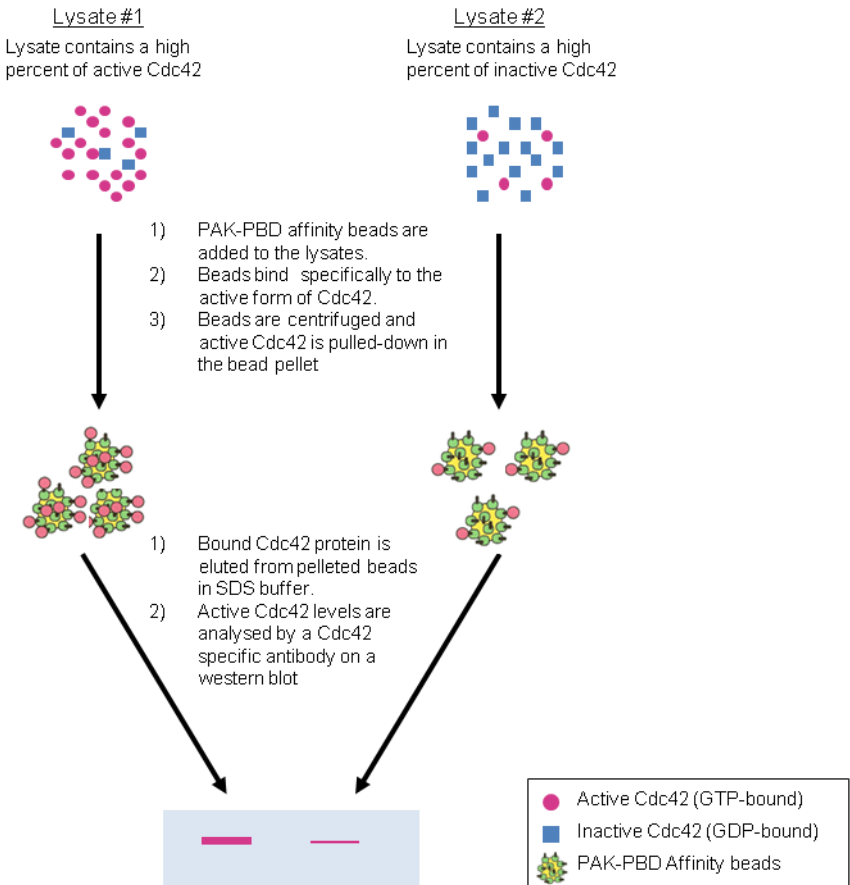 Lysate #1
Lysate contains a high
percent of active Cdc42
Lysate #2
Lysate contains a high
percent of inactive Cdc42
1) PAK-PBD affinity beads are
added to the lysates.
2) Beads bind specifically to the
active form of Cdc42.
3) Beads are centrifuged and
active Cdc42 is pulled-down in
the bead pellet
1) Bound Cdc42 protein is
eluted from pelleted beads
in SDS buffer.
2) Active Cdc42 levels are
analysed by a Cdc42
specific antibody on a
western blot
Active Cdc42 (GTP-bound)
Inactive Cdc42 (GDP-bound)
PAK-PBD Affinity beads